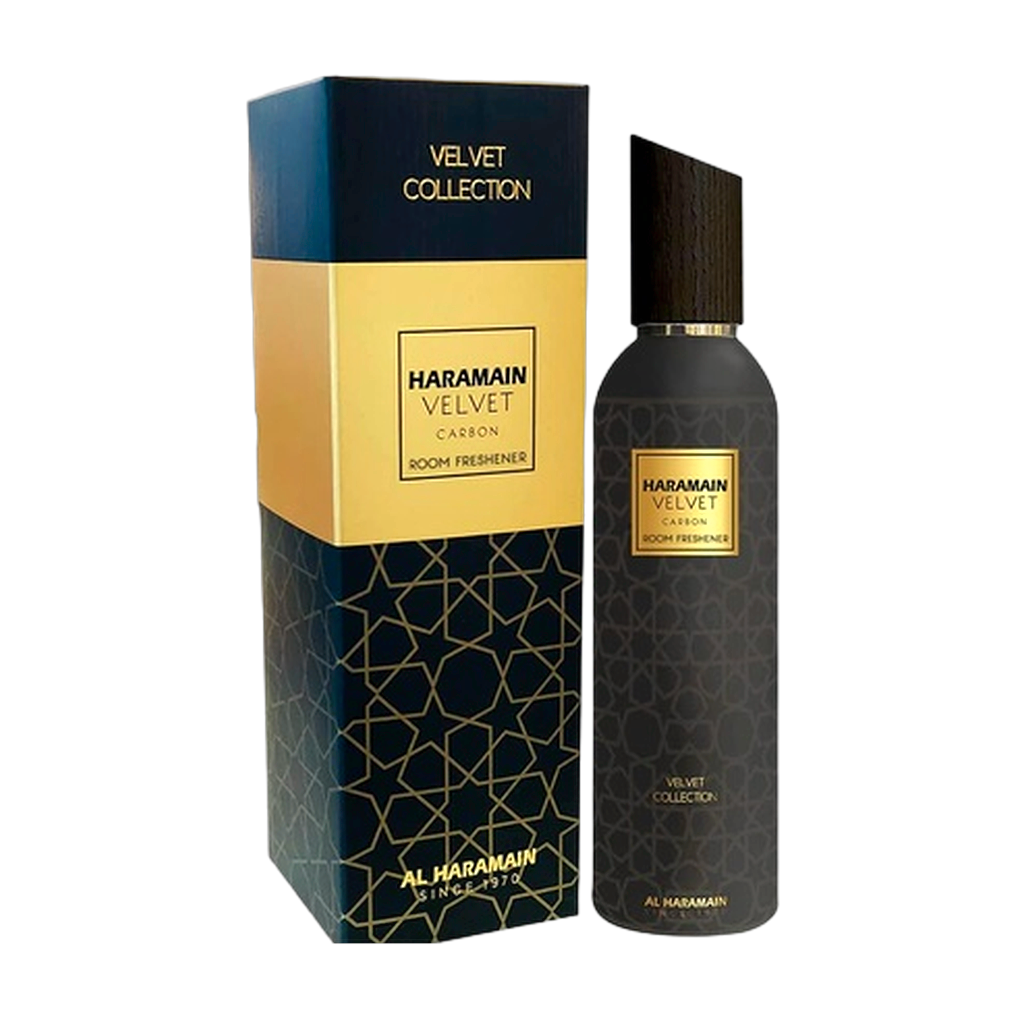 VELVET
COLLECTION
HARAMAIN
VELVET
CARBON
ROOM FRESHENER
AL HARAMAIN
SINCE 1970
HARAMAIN
VELVET
CARBON
ROOM FRESHENER
VELVET
COLLECTION
AL HARAMAIN
SINCE